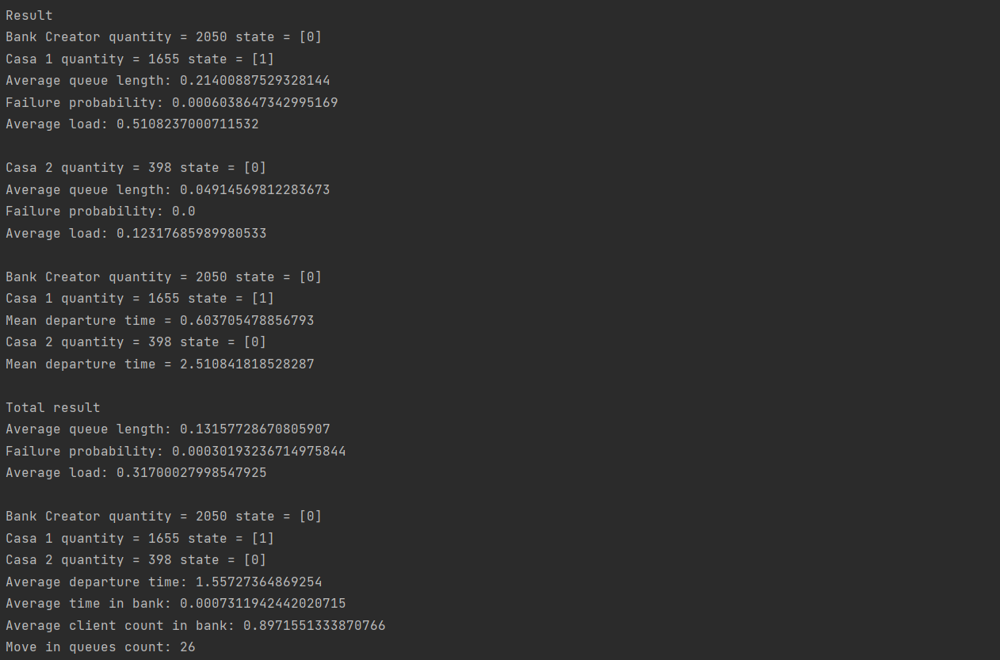 Result
Bank Creator quantity = 2050 state = [0]
Casa 1 quantity = 1655 state = [1]
Average queue length: 0.21400887529328144
Failure probability: 0.0006038647342995169
Average load: 0.5108237000711532
Casa 2 quantity = 398 state = [0]
Average queue length: 0.04914569812283673
Failure probability: 0.0
Average load: 0.12317685989980533
Bank Creator quantity = 2050 state = [0]
Casa 1 quantity = 1655 state = [1]
Mean departure time = 0.603705478856793
Casa 2 quantity = 398 state = [0]
Mean departure time = 2.510841818528287
Total result
Average queue length: 0.13157728670805907
Failure probability: 0.00030193236714975844
Average load: 0.31700027998547925
Bank Creator quantity = 2050 state = [0]
Casa 1 quantity = 1655 state = [1]
Casa 2 quantity = 398 state = [0]
Average departure time: 1.55727364869254
Average time in bank: 0.0007311942442020715
Average client count in bank: 0.8971551333870766
Move in queues count: 26